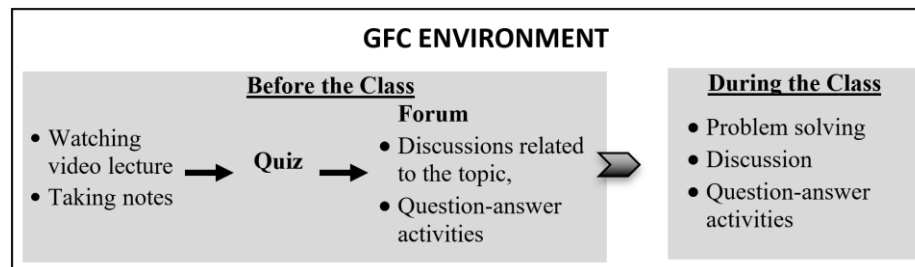 GFC ENVIRONMENT
Before the Class
• Watching
video lecture
• Taking notes
Quiz
Forum
• Discussions related
to the topic,
• Question-answer
activities
During the Class
• Problem solving
• Discussion
• Question-answer
activities